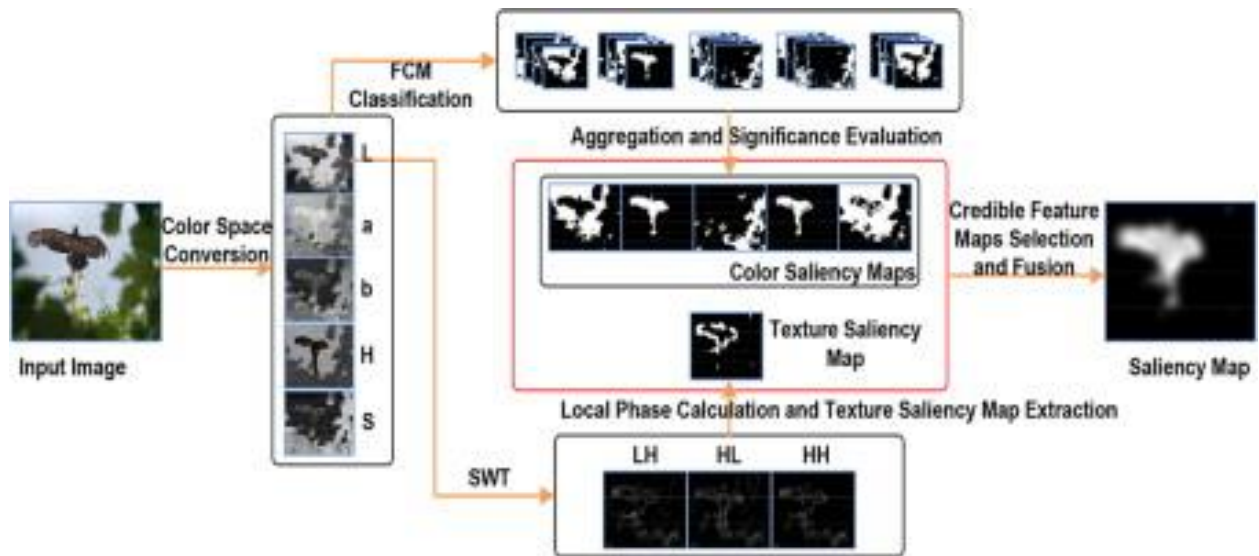 FCM
Classification
Aggregation and Significance Evaluation
L
a
b
H
S
Color Space
Conversion
Input Image
Color Saliency Maps
Texture Saliency
Map
Credible Feature
Maps Selection
and Fusion
Saliency Map
Local Phase Calculation and Texture Saliency Map Extraction
SWT
LH HL HH